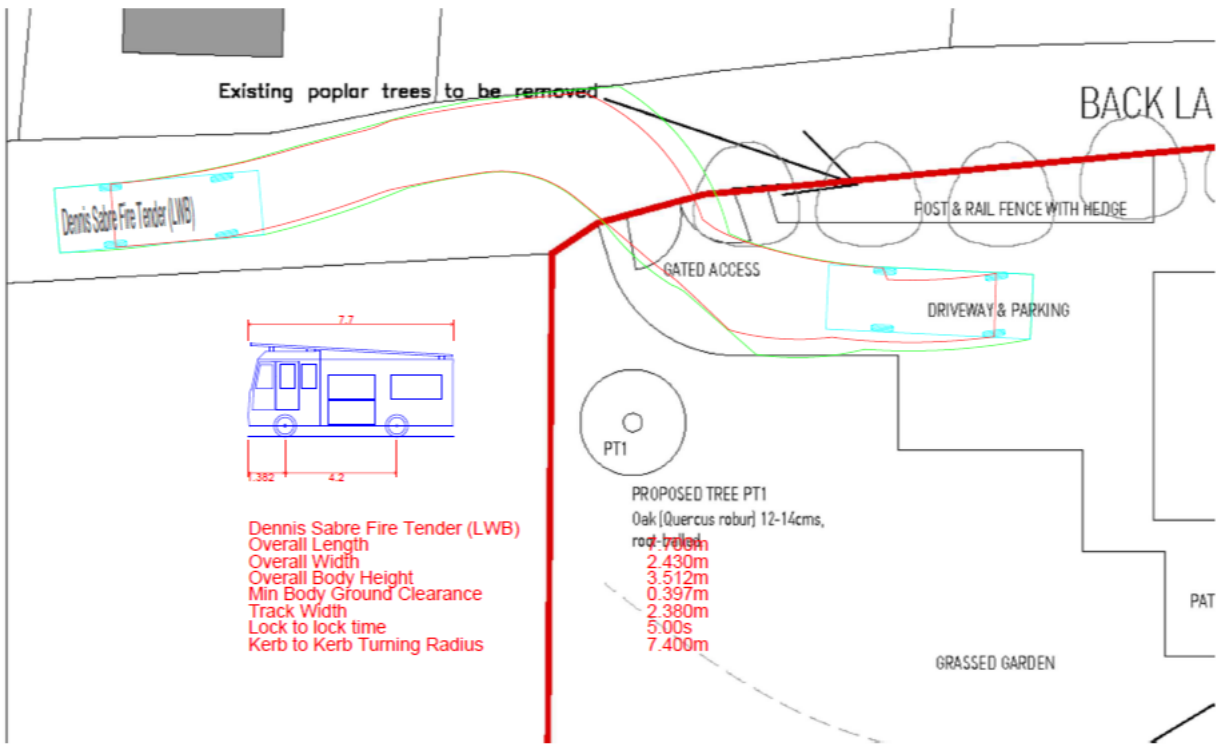 Existing poplar trees to be removed
BACK LA
Dennis Sabre Fire Tender (LWB)
POST & RAIL FENCE WITH HEDGE
GATED ACCESS
DRIVEWAY & PARKING
7.7
1.382
4.2
PT1
PROPOSED TREE PT1
Oak (Quercus robur) 12-14cms,
root-balled
Dennis Sabre Fire Tender (LWB)
Overall Length 7.700m
Overall Width 2.430m
Overall Body Height 3.512m
Min Body Ground Clearance 0.397m
Track Width 2.380m
Lock to lock time 5.00s
Kerb to Kerb Turning Radius 7.400m
PAT
GRASSED GARDEN